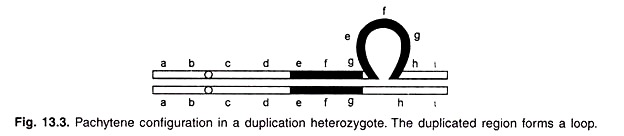 f
e g
a b c d e f g h ı
a b c d e f g h ı
Fig. 13.3. Pachytene configuration in a duplication heterozygote. The duplicated region forms a loop.